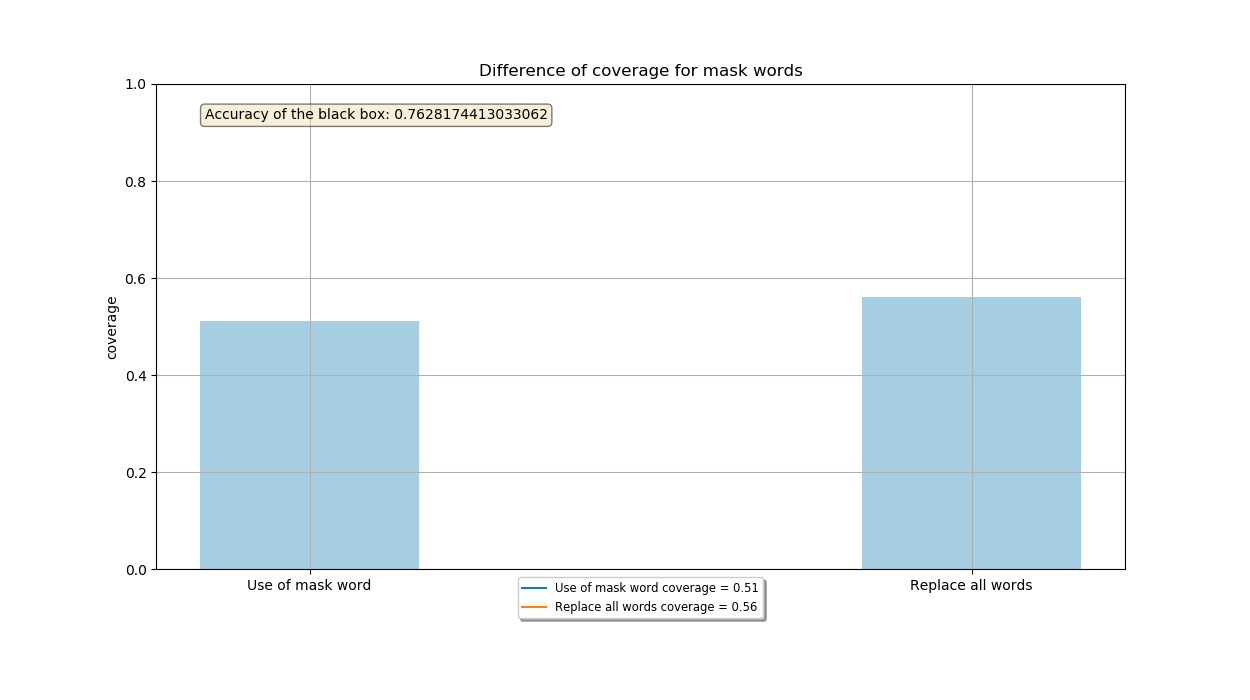 Difference of coverage for mask words
Accuracy of the black box: 0.7628174413033062
1.0
0.8
0.6
0.4
0.2
0.0
coverage
Use of mask word
Replace all words
Use of mask word coverage = 0.51
Replace all words coverage = 0.56